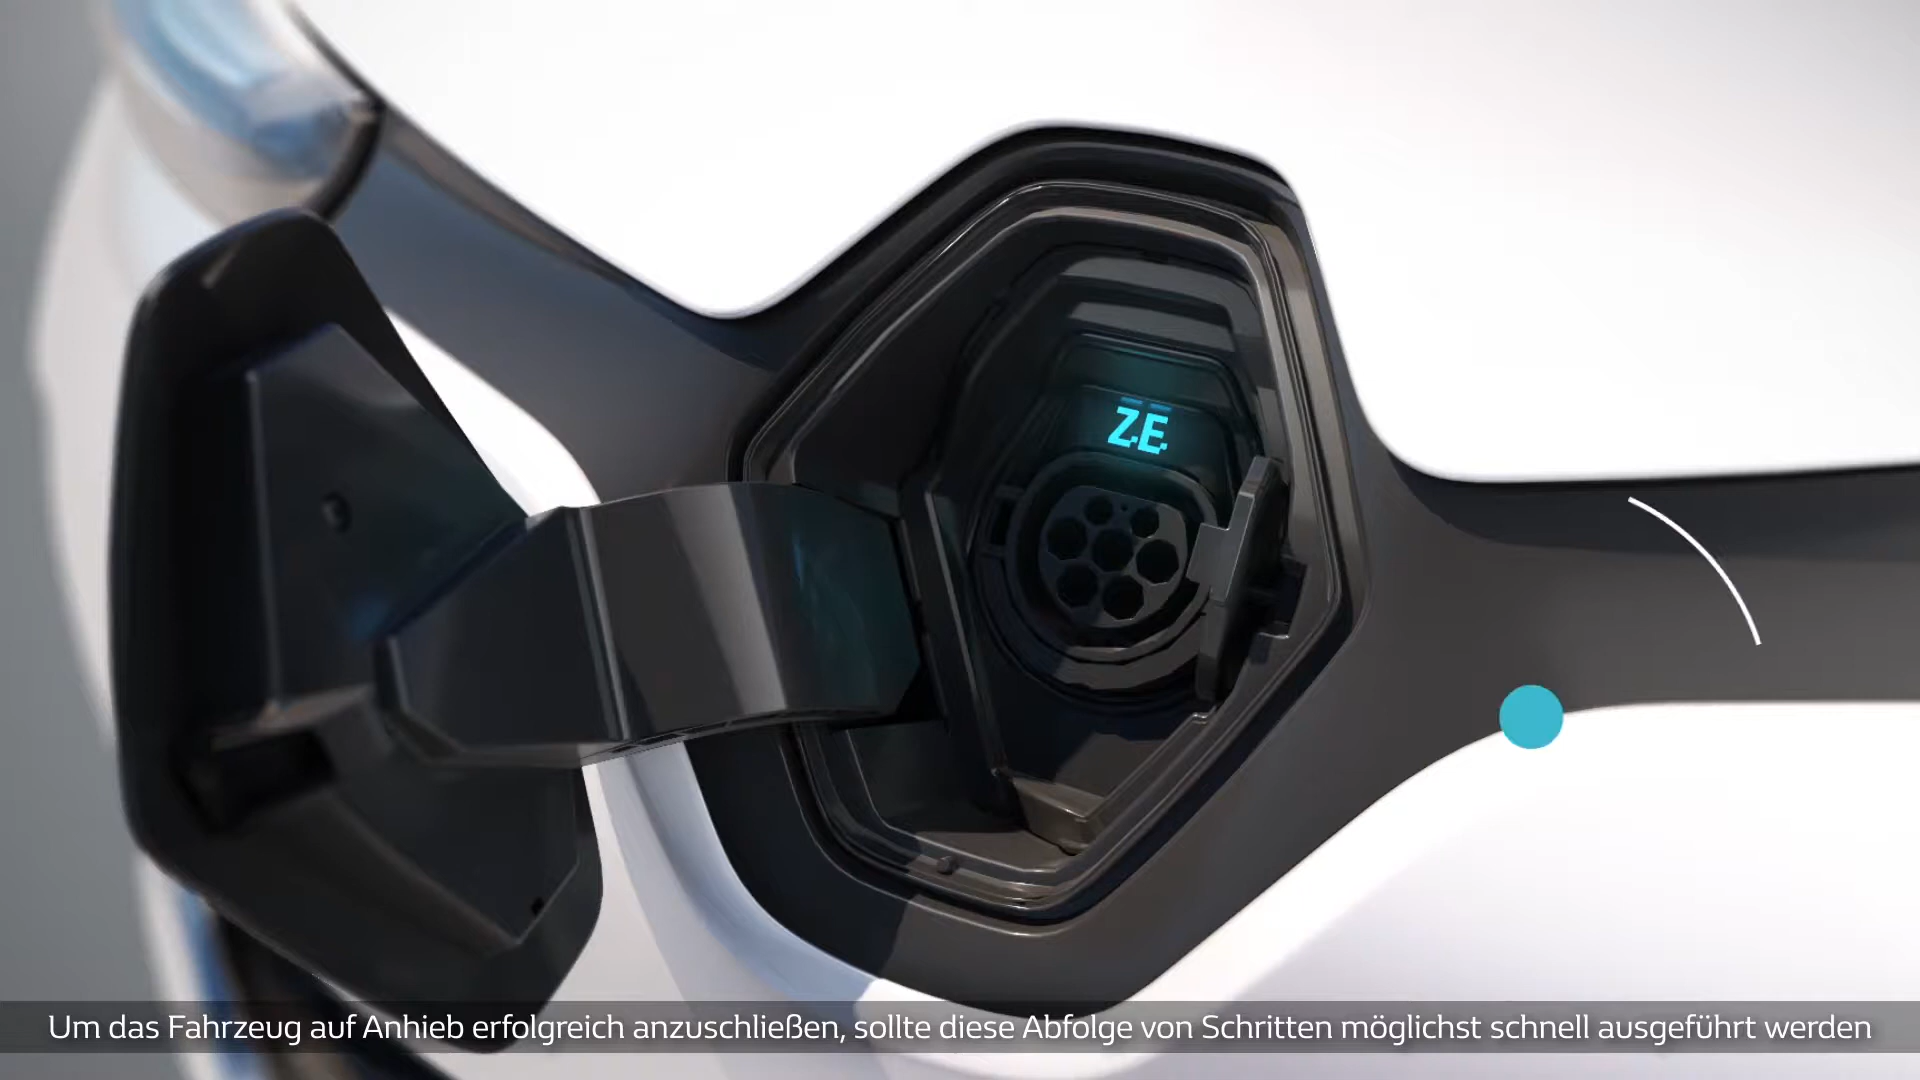 Z.E.
Um das Fahrzeug auf Anhieb erfolgreich anzuschließen, sollte diese Abfolge von Schritten möglichst schnell ausgeführt werden